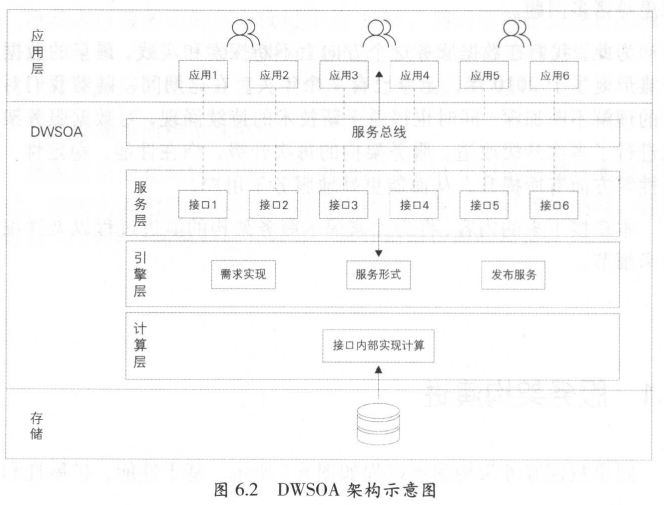 应用层
应用1 应用2 应用3 应用4 应用5 应用6
DWSOA
服务总线
服务层
接口1 接口2 接口3 接口4 接口5 接口6
引擎层
需求实现 服务形式 发布服务
计算层
接口内部实现计算
存储
图 6.2 DWSOA 架构示意图